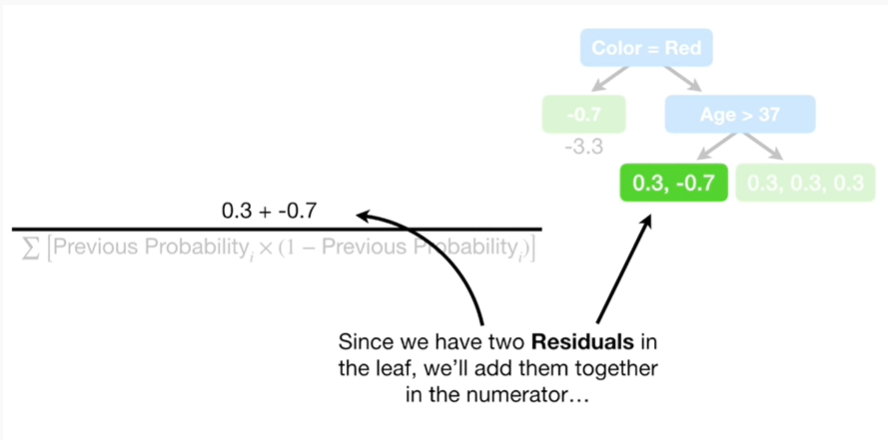 Color = Red
-0.7
Age > 37
-3.3
0.3, -0.7
0.3, 0.3, 0.3
0.3 + -0.7
∑ [Previous Probabilityᵢ × (1 − Previous Probabilityᵢ)]
Since we have two Residuals in
the leaf, we’ll add them together
in the numerator…